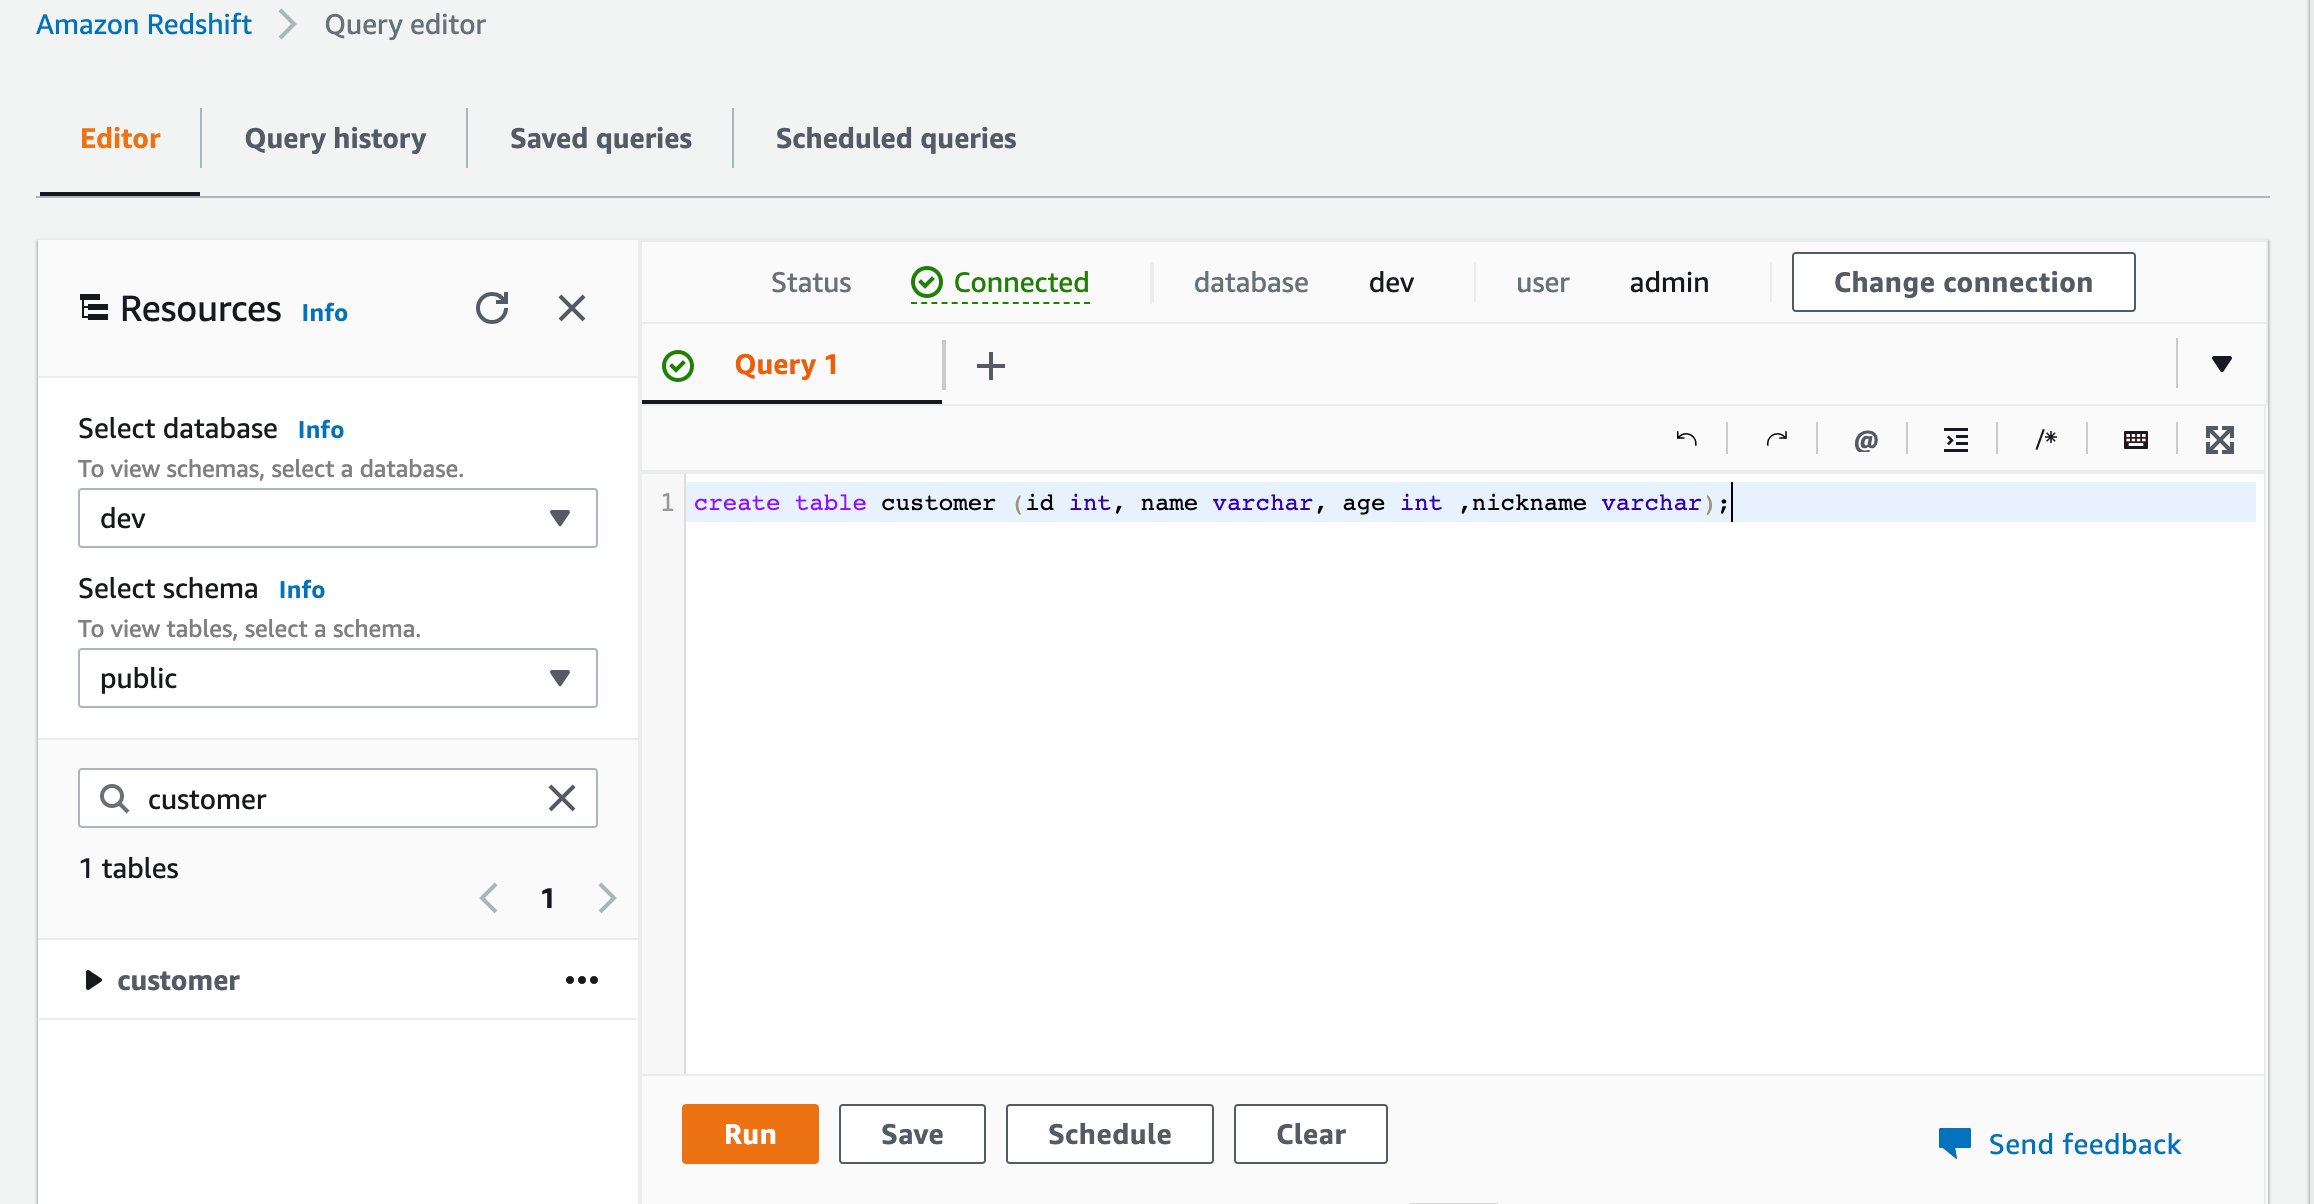 Amazon Redshift > Query editor
Editor Query history Saved queries Scheduled queries
Resources Info
Select database Info
To view schemas, select a database.
dev
Select schema Info
To view tables, select a schema.
public
customer
1 tables
1
customer
Status Connected database dev user admin Change connection
Query 1
@ /*
1 create table customer (id int, name varchar, age int ,nickname varchar);
Run Save Schedule Clear
Send feedback